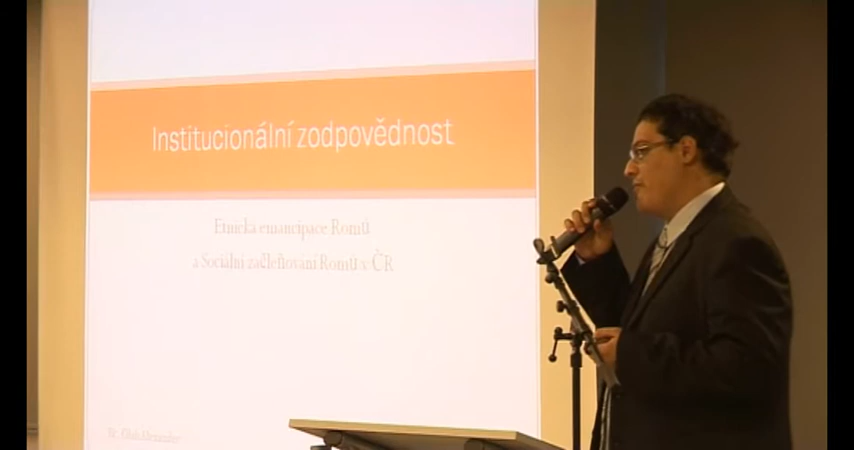 Institucionální zodpovědnost
Etnická emancipace Romů
a Sociální začleňování Romů v ČR